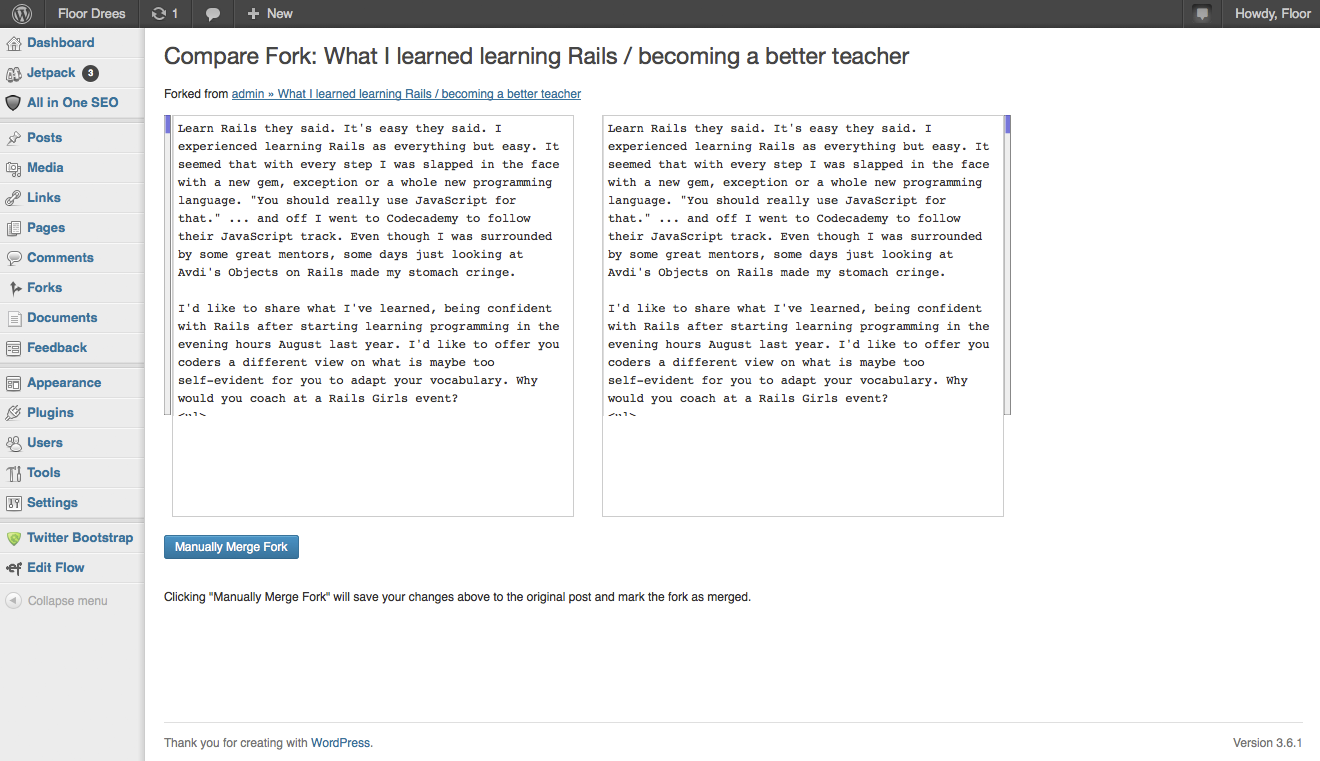 Floor Drees
1
New
Howdy, Floor
Dashboard
Jetpack 3
All in One SEO
Posts
Media
Links
Pages
Comments
Forks
Documents
Feedback
Appearance
Plugins
Users
Tools
Settings
Twitter Bootstrap
Edit Flow
Collapse menu
Compare Fork: What I learned learning Rails / becoming a better teacher
Forked from admin » What I learned learning Rails / becoming a better teacher
Learn Rails they said. It's easy they said. I
experienced learning Rails as everything but easy. It
seemed that with every step I was slapped in the face
with a new gem, exception or a whole new programming
language. "You should really use JavaScript for
that." ... and off I went to Codecademy to follow
their JavaScript track. Even though I was surrounded
by some great mentors, some days just looking at
Avdi's Objects on Rails made my stomach cringe.
I'd like to share what I've learned, being confident
with Rails after starting learning programming in the
evening hours August last year. I'd like to offer you
coders a different view on what is maybe too
self-evident for you to adapt your vocabulary. Why
would you coach at a Rails Girls event?
<ul>
Learn Rails they said. It's easy they said. I
experienced learning Rails as everything but easy. It
seemed that with every step I was slapped in the face
with a new gem, exception or a whole new programming
language. "You should really use JavaScript for
that." ... and off I went to Codecademy to follow
their JavaScript track. Even though I was surrounded
by some great mentors, some days just looking at
Avdi's Objects on Rails made my stomach cringe.
I'd like to share what I've learned, being confident
with Rails after starting learning programming in the
evening hours August last year. I'd like to offer you
coders a different view on what is maybe too
self-evident for you to adapt your vocabulary. Why
would you coach at a Rails Girls event?
<ul>
Manually Merge Fork
Clicking "Manually Merge Fork" will save your changes above to the original post and mark the fork as merged.
Thank you for creating with WordPress.
Version 3.6.1